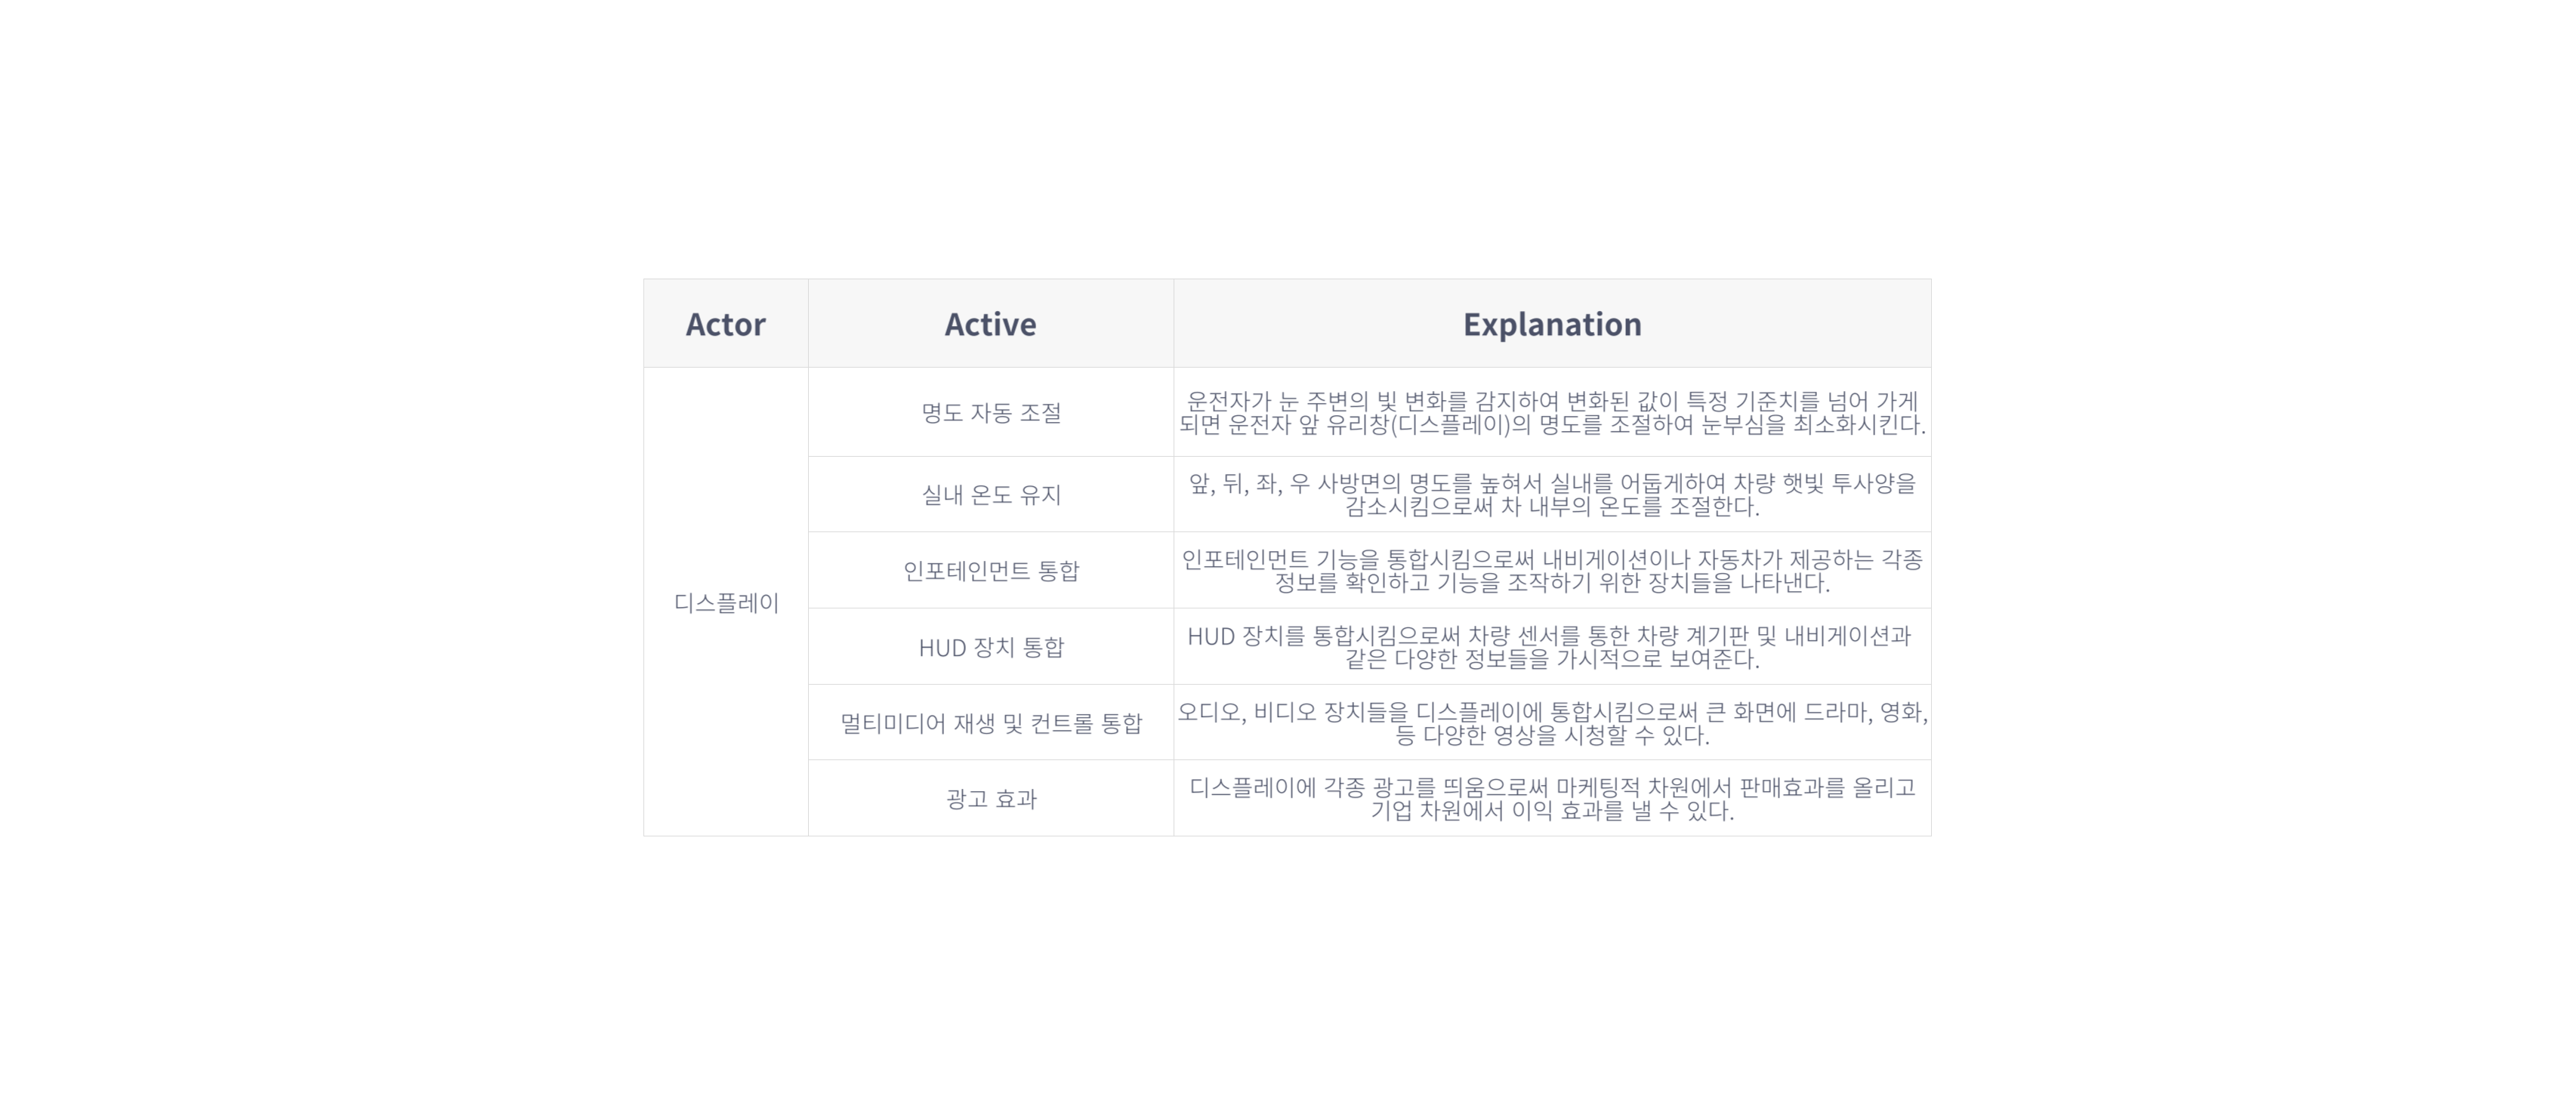 Actor Active Explanation
명도 자동 조절
운전자가 눈 주변의 빛 변화를 감지하여 변화된 값이 특정 기준치를 넘어 가게
되면 운전자 앞 유리창(디스플레이)의 명도를 조절하여 눈부심을 최소화시킨다.
실내 온도 유지
앞, 뒤, 좌, 우 사방면의 명도를 높혀서 실내를 어둡게하여 차량 햇빛 투사양을
감소시킴으로써 차 내부의 온도를 조절한다.
인포테인먼트 통합
인포테인먼트 기능을 통합시킴으로써 내비게이션이나 자동차가 제공하는 각종
정보를 확인하고 기능을 조작하기 위한 장치들을 나타낸다.
디스플레이
HUD 장치 통합
HUD 장치를 통합시킴으로써 차량 센서를 통한 차량 계기판 및 내비게이션과
같은 다양한 정보들을 가시적으로 보여준다.
멀티미디어 재생 및 컨트롤 통합
오디오, 비디오 장치들을 디스플레이에 통합시킴으로써 큰 화면에 드라마, 영화,
등 다양한 영상을 시청할 수 있다.
광고 효과
디스플레이에 각종 광고를 띄움으로써 마케팅적 차원에서 판매효과를 올리고
기업 차원에서 이익 효과를 낼 수 있다.